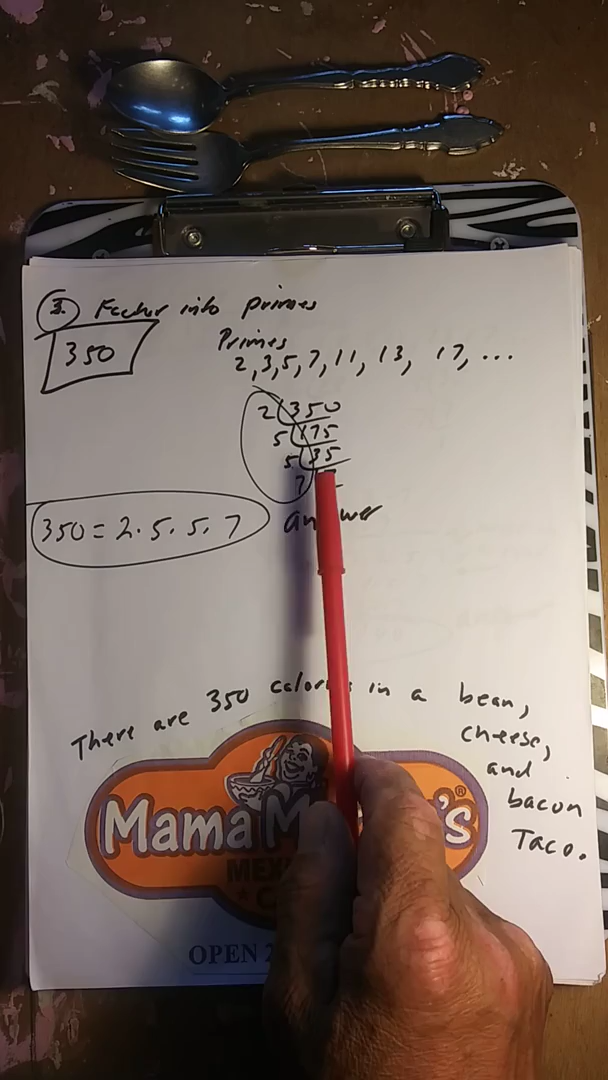 3. Factor into primes
350
Primes
2, 3, 5, 7, 11, 13, 17, ...
2 350
5 175
5 35
7
350 = 2 · 5 · 5 · 7
There are 350 in a bean,
cheese,
and
bacon
Taco.
Mama
OPEN